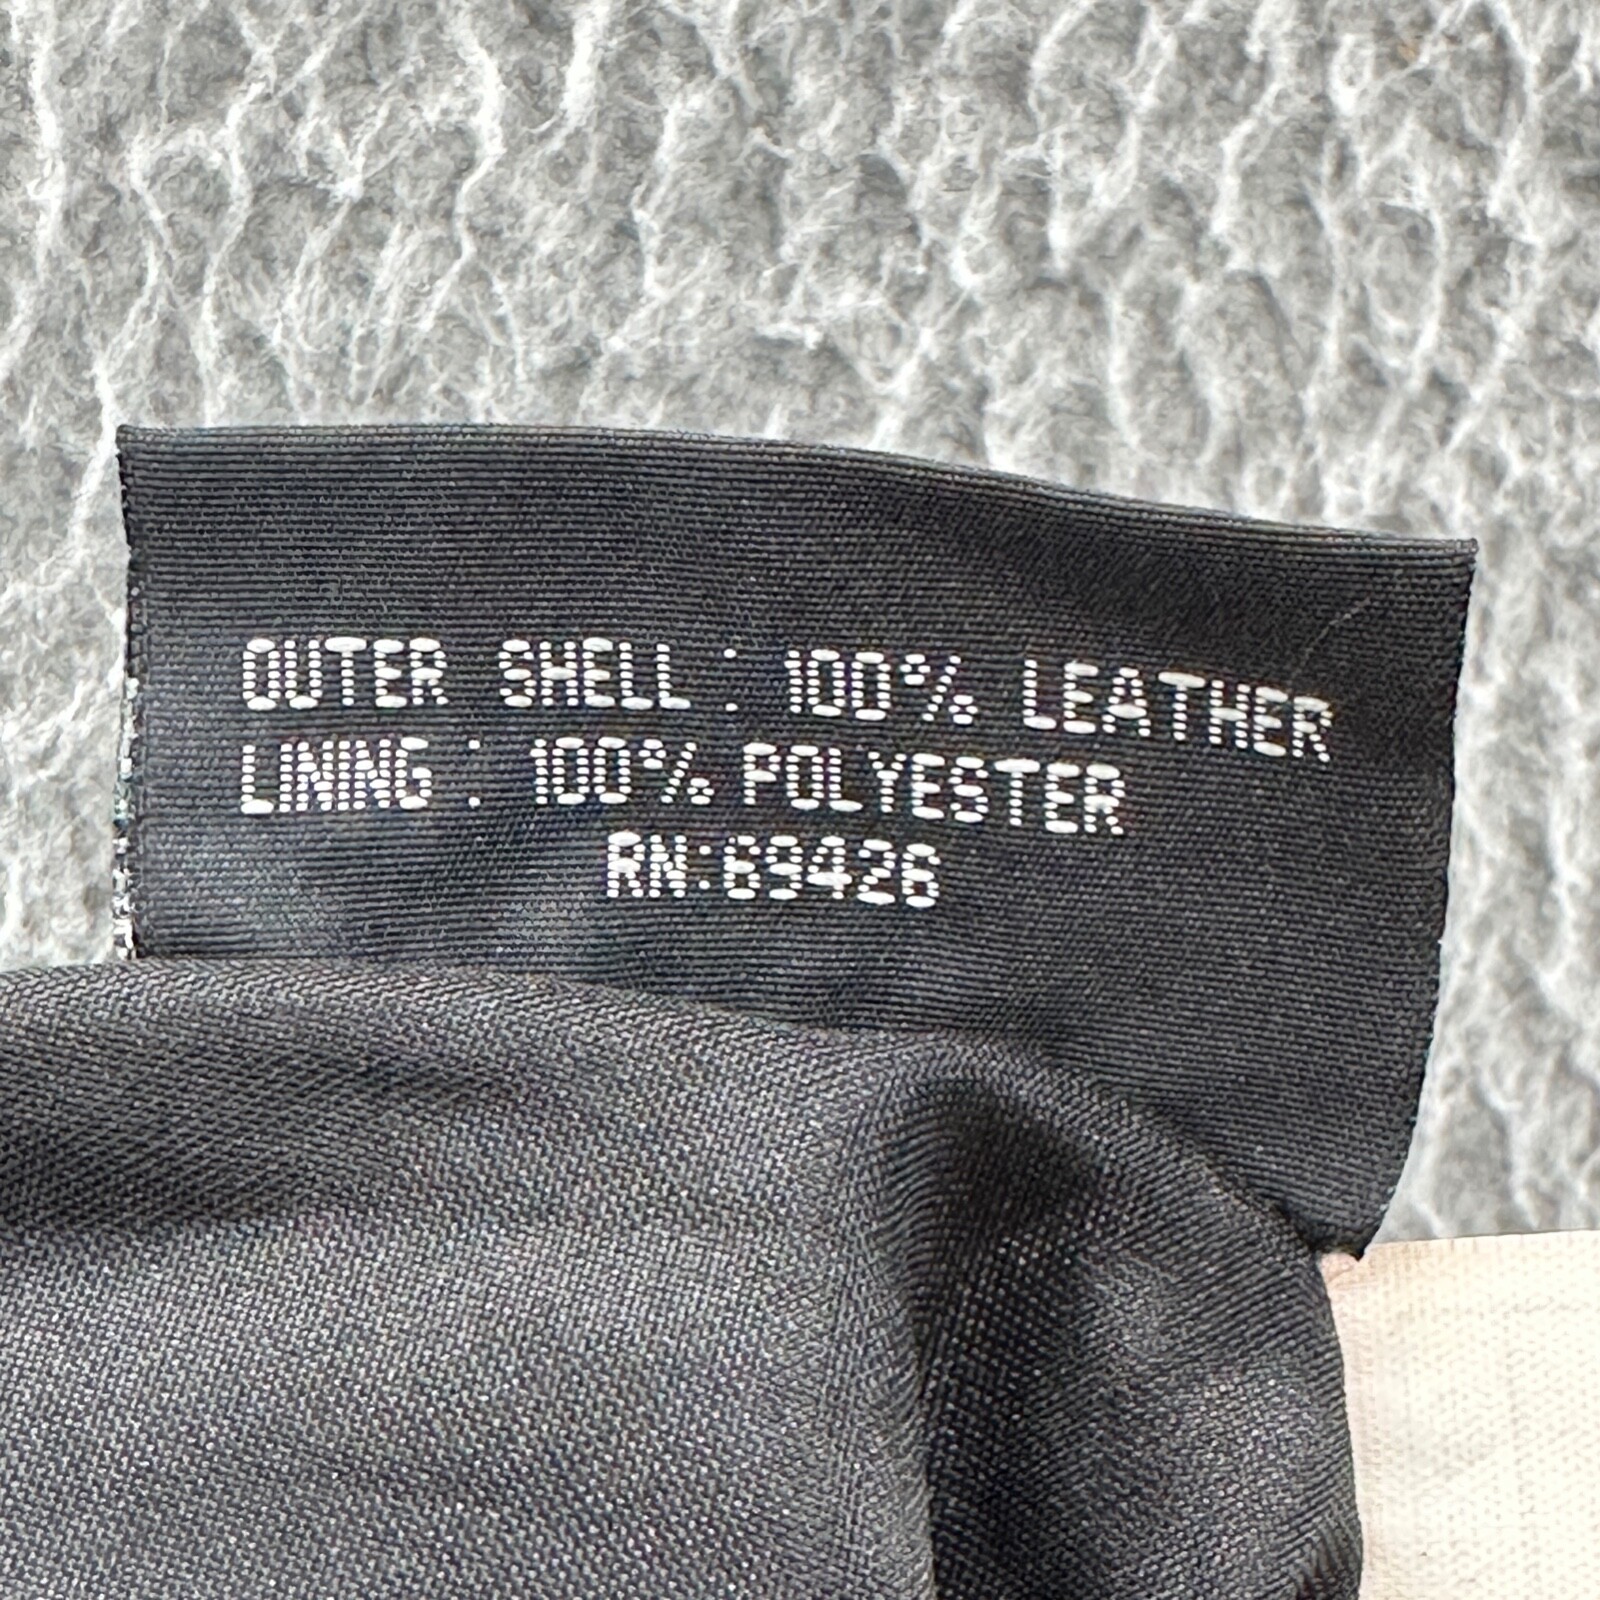 OUTER SHELL : 100% LEATHER
LINING : 100% POLYESTER
RN:69426